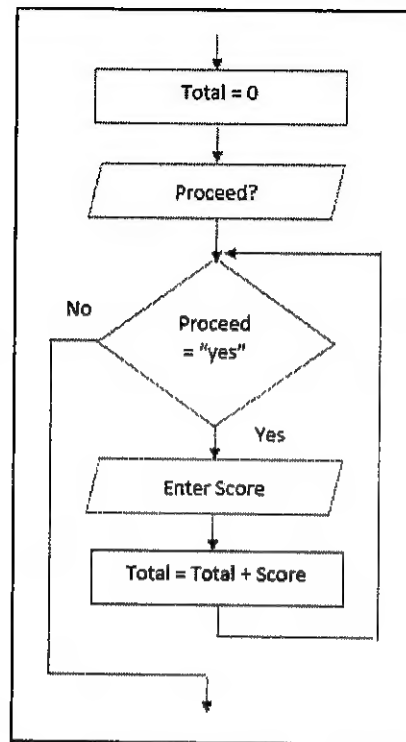 Total = 0
Proceed?
No
Proceed
= "yes"
Yes
Enter Score
Total = Total + Score